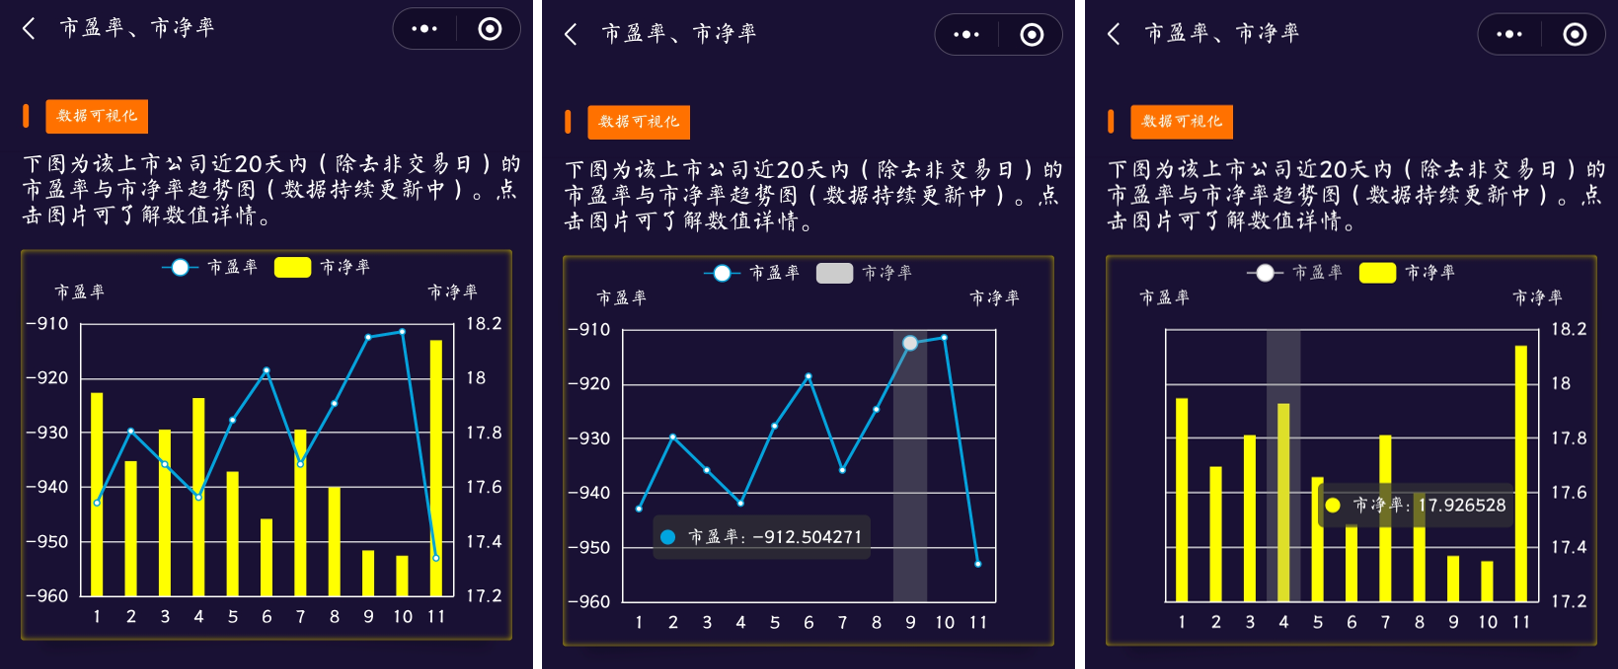 市盈率、市净率
数据可视化
下图为该上市公司近20天内（除去非交易日）的
市盈率与市净率趋势图（数据持续更新中）。点
击图片可了解数值详情。
市盈率 市净率
市盈率 市净率
-910 18.2
-920 18
-930 17.8
-940 17.6
-950 17.4
-960 17.2
1 2 3 4 5 6 7 8 9 10 11
市盈率、市净率
数据可视化
下图为该上市公司近20天内（除去非交易日）的
市盈率与市净率趋势图（数据持续更新中）。点
击图片可了解数值详情。
市盈率 市净率
市盈率 市净率
-910
-920
-930
-940
市盈率: -912.504271
-950
-960
1 2 3 4 5 6 7 8 9 10 11
市盈率、市净率
数据可视化
下图为该上市公司近20天内（除去非交易日）的
市盈率与市净率趋势图（数据持续更新中）。点
击图片可了解数值详情。
市盈率 市净率
市盈率 市净率
18.2
18
17.8
17.6
市净率: 17.926528
17.4
17.2
1 2 3 4 5 6 7 8 9 10 11